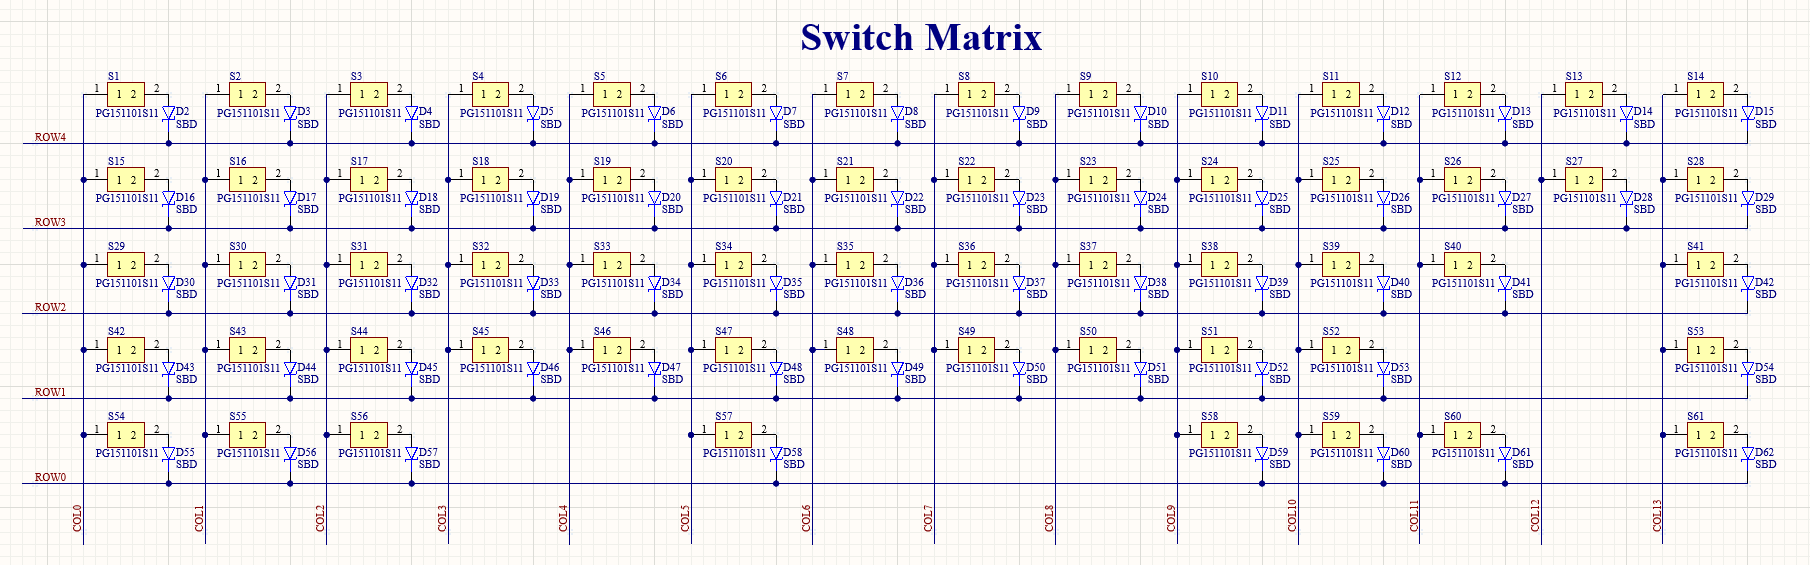 Switch Matrix
S1 S2 S3 S4 S5 S6 S7 S8 S9 S10 S11 S12 S13 S14
1 1 2 2 1 1 2 2 1 1 2 2 1 1 2 2 1 1 2 2 1 1 2 2 1 1 2 2 1 1 2 2 1 1 2 2 1 1 2 2 1 1 2 2 1 1 2 2 1 1 2 2 1 1 2 2
PG151101S11 D2 PG151101S11 D3 PG151101S11 D4 PG151101S11 D5 PG151101S11 D6 PG151101S11 D7 PG151101S11 D8 PG151101S11 D9 PG151101S11 D10 PG151101S11 D11 PG151101S11 D12 PG151101S11 D13 PG151101S11 D14 PG151101S11 D15
SBD SBD SBD SBD SBD SBD SBD SBD SBD SBD SBD SBD SBD SBD
ROW4
S15 S16 S17 S18 S19 S20 S21 S22 S23 S24 S25 S26 S27 S28
1 1 2 2 1 1 2 2 1 1 2 2 1 1 2 2 1 1 2 2 1 1 2 2 1 1 2 2 1 1 2 2 1 1 2 2 1 1 2 2 1 1 2 2 1 1 2 2 1 1 2 2 1 1 2 2
PG151101S11 D16 PG151101S11 D17 PG151101S11 D18 PG151101S11 D19 PG151101S11 D20 PG151101S11 D21 PG151101S11 D22 PG151101S11 D23 PG151101S11 D24 PG151101S11 D25 PG151101S11 D26 PG151101S11 D27 PG151101S11 D28 PG151101S11 D29
SBD SBD SBD SBD SBD SBD SBD SBD SBD SBD SBD SBD SBD SBD
ROW3
S29 S30 S31 S32 S33 S34 S35 S36 S37 S38 S39 S40 S41
1 1 2 2 1 1 2 2 1 1 2 2 1 1 2 2 1 1 2 2 1 1 2 2 1 1 2 2 1 1 2 2 1 1 2 2 1 1 2 2 1 1 2 2 1 1 2 2 1 1 2 2
PG151101S11 D30 PG151101S11 D31 PG151101S11 D32 PG151101S11 D33 PG151101S11 D34 PG151101S11 D35 PG151101S11 D36 PG151101S11 D37 PG151101S11 D38 PG151101S11 D39 PG151101S11 D40 PG151101S11 D41 PG151101S11 D42
SBD SBD SBD SBD SBD SBD SBD SBD SBD SBD SBD SBD SBD
ROW2
S42 S43 S44 S45 S46 S47 S48 S49 S50 S51 S52 S53
1 1 2 2 1 1 2 2 1 1 2 2 1 1 2 2 1 1 2 2 1 1 2 2 1 1 2 2 1 1 2 2 1 1 2 2 1 1 2 2 1 1 2 2 1 1 2 2
PG151101S11 D43 PG151101S11 D44 PG151101S11 D45 PG151101S11 D46 PG151101S11 D47 PG151101S11 D48 PG151101S11 D49 PG151101S11 D50 PG151101S11 D51 PG151101S11 D52 PG151101S11 D53 PG151101S11 D54
SBD SBD SBD SBD SBD SBD SBD SBD SBD SBD SBD SBD
ROW1
S54 S55 S56 S57 S58 S59 S60 S61
1 1 2 2 1 1 2 2 1 1 2 2 1 1 2 2 1 1 2 2 1 1 2 2 1 1 2 2 1 1 2 2
PG151101S11 D55 PG151101S11 D56 PG151101S11 D57 PG151101S11 D58 PG151101S11 D59 PG151101S11 D60 PG151101S11 D61 PG151101S11 D62
SBD SBD SBD SBD SBD SBD SBD SBD
ROW0
COL0 COL1 COL2 COL3 COL4 COL5 COL6 COL7 COL8 COL9 COL10 COL11 COL12 COL13